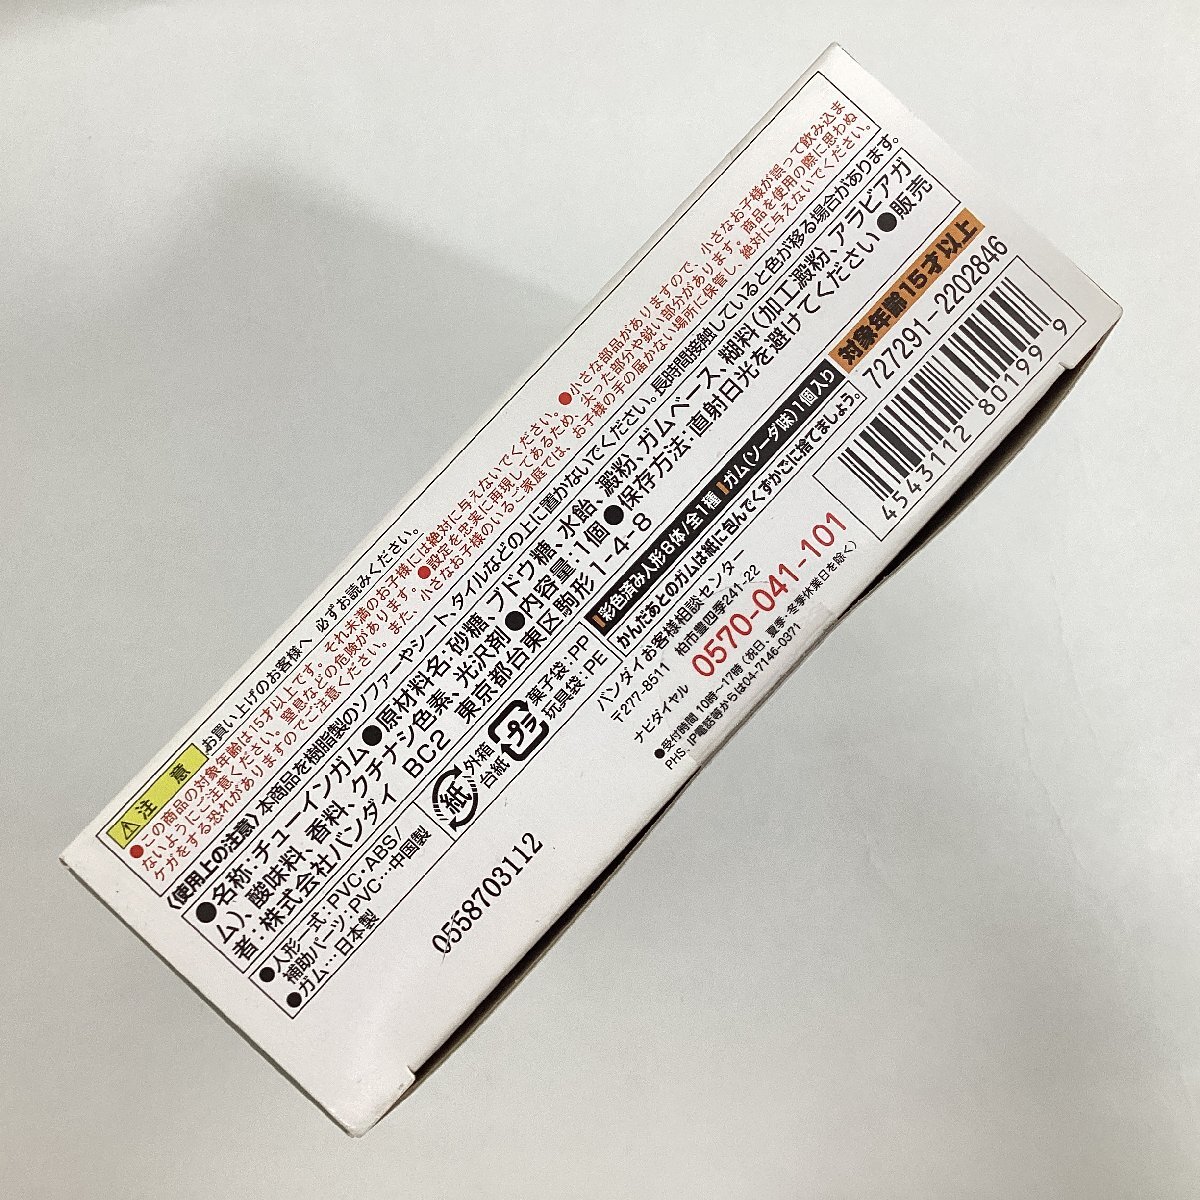 注意 お買い上げのお客様へ 必ずお読みください。
●この商品の対象年齢は15才以上です。それ未満のお子様には絶対に与えないでください。 ●小さな部品がありますので、小さなお子様が誤って飲み込ま
ないようにご注意ください。窒息などの危険があります。 ●設定を忠実に再現してあるため、尖った部分や鋭い部分があります。商品を使用の際に思わぬ
ケガをする恐れがありますのでご注意ください。また、小さなお子様のいるご家庭では、お子様の手の届かない場所に保管し、絶対に与えないでください。
〈使用上の注意〉本商品を樹脂製のソファーやシート、タイルなどの上に置かないでください。長時間接触していると色が移る場合があります。
●名称:チューインガム●原材料名:砂糖、ブドウ糖、水飴、澱粉、ガムベース、糊料(加工澱粉、アラビアガ
ム)、酸味料、香料、クチナシ色素、光沢剤●内容量:1個●保存方法:直射日光を避けてください●販売
者:株式会社バンダイ BC2 東京都台東区駒形1-4-8
●人形一式:PVC・ABS/
補助パーツ:PVC…中国製
●ガム…日本製
紙 外箱
台紙
プラ 菓子袋:PP
玩具袋:PE
彩色済み人形8体/全1種 ガム(ソーダ味)1個入り
対象年齢15才以上
かんだあとのガムは紙に包んでくずかごに捨てましょう。
727291-2202846
バンダイお客様相談センター
〒277-8511 柏市豊四季241-22
ナビダイヤル 0570-041-101
●受付時間 10時〜17時(祝日、夏季・冬季休業日を除く)
PHS、IP電話等からは04-7146-0371
4543112 801999
0558703112